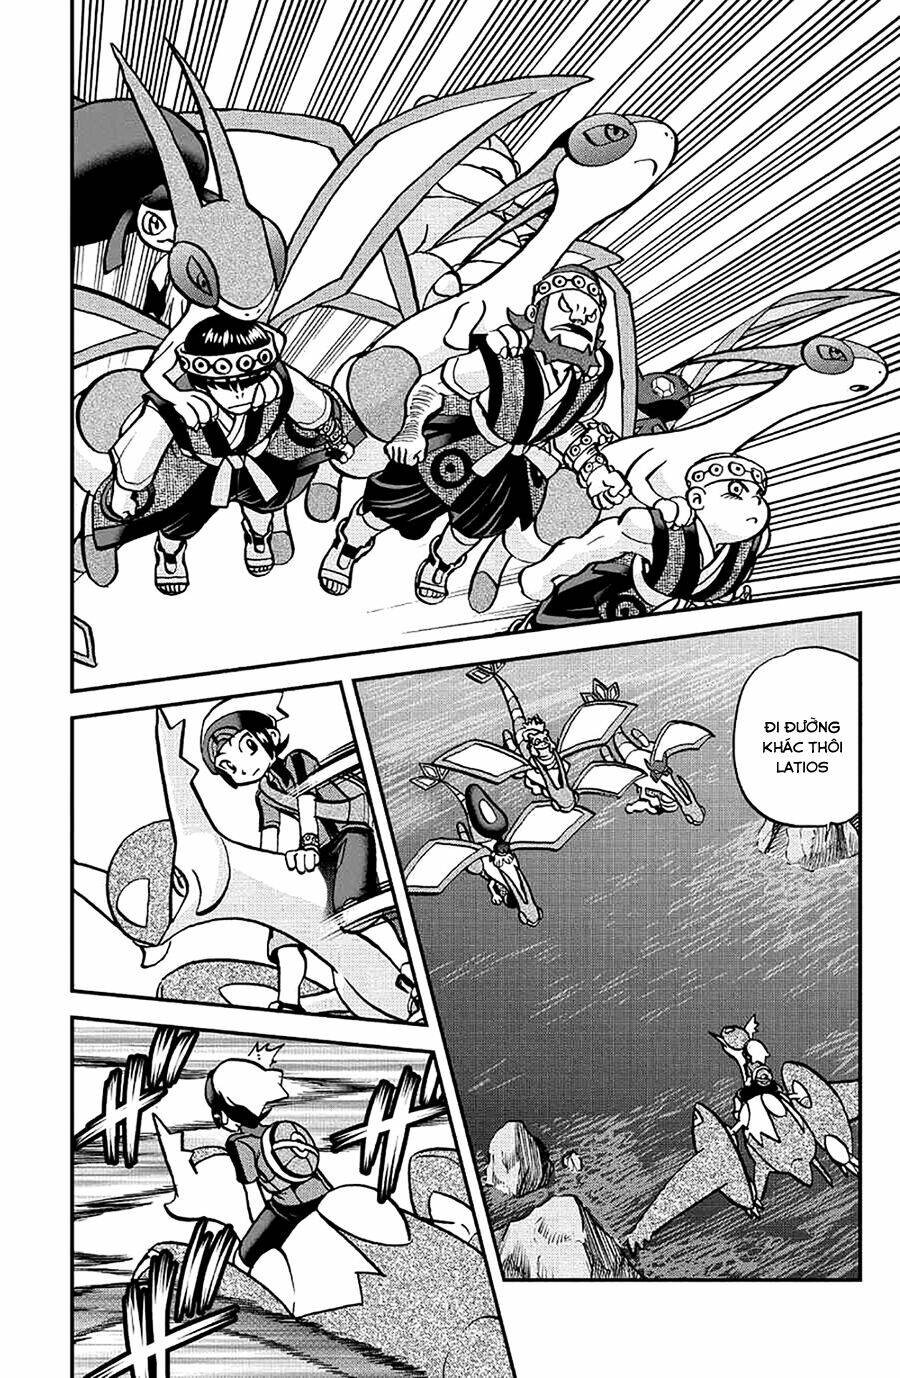 ĐI ĐƯỜNG
KHÁC THÔI
LATIOS